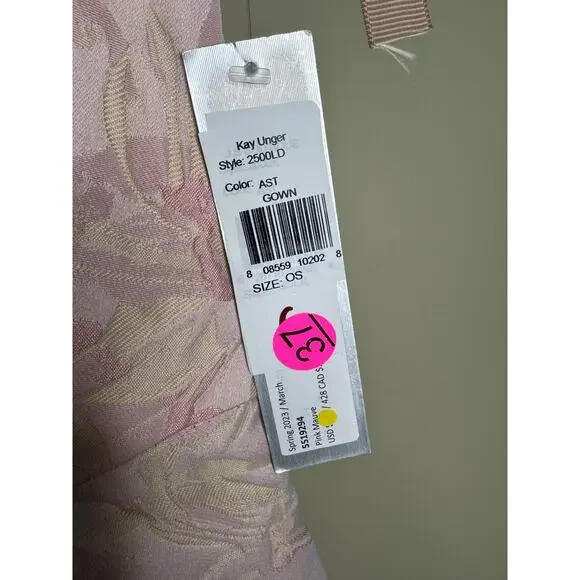 Kay Unger
Style: 2500LD
Color: AST
GOWN
8 08559 10202 8
SIZE: OS
37
Spring 2023 / March
5519294
Pink Mauve
USD / 428 CAD $